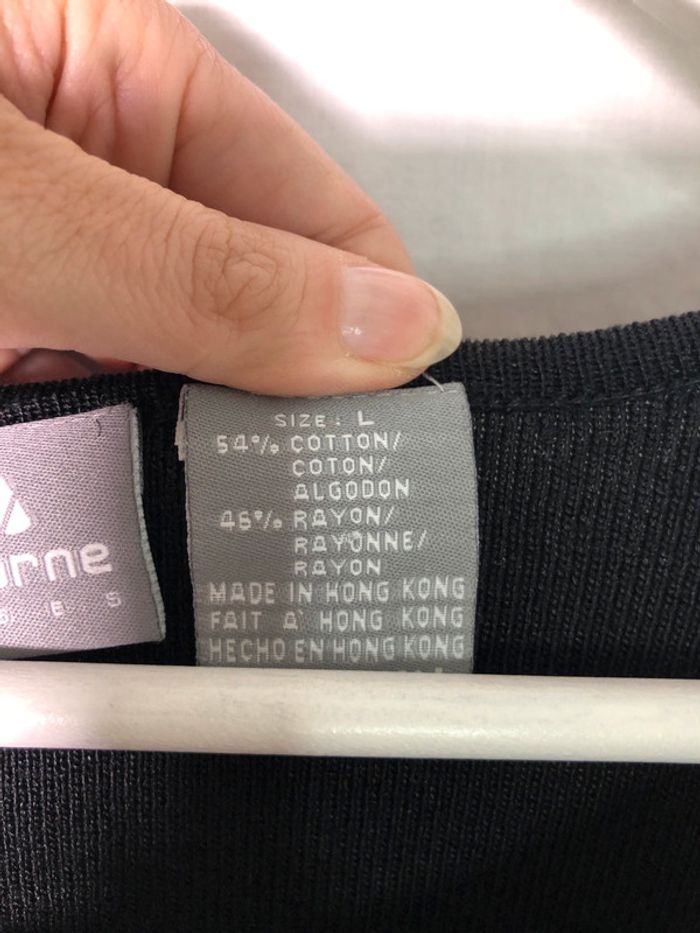 SIZE: L
54% COTTON/
COTON/
ALGODON
46% RAYON/
RAYONNE/
RAYON
MADE IN HONG KONG
FAIT A' HONG KONG
HECHO EN HONG KONG
urne
G E S